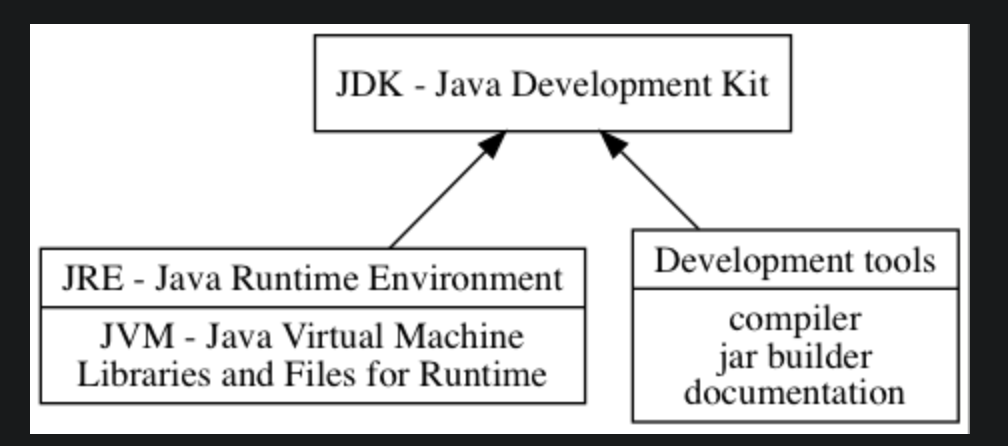 JDK - Java Development Kit
JRE - Java Runtime Environment
JVM - Java Virtual Machine
Libraries and Files for Runtime
Development tools
compiler
jar builder
documentation